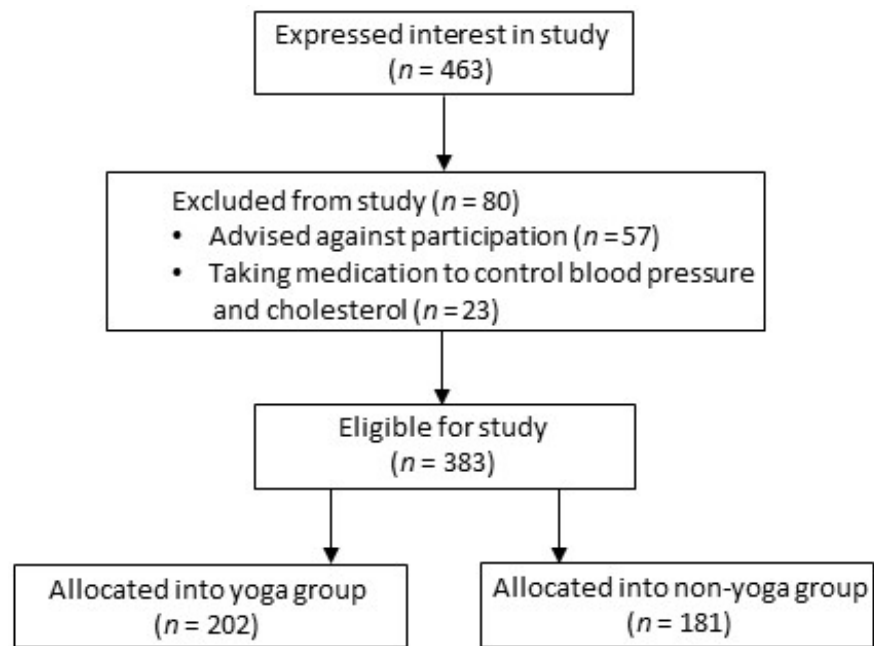 Expressed interest in study
(n = 463)
Excluded from study (n = 80)
• Advised against participation (n =57)
• Taking medication to control blood pressure
and cholesterol (n =23)
Eligible for study
(n = 383)
Allocated into yoga group
(n = 202)
Allocated into non-yoga group
(n = 181)